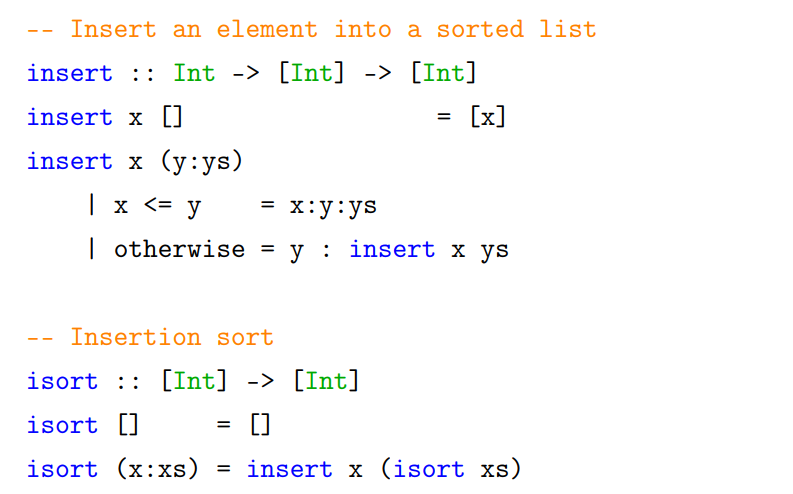 -- Insert an element into a sorted list
insert :: Int -> [Int] -> [Int]
insert x []                 = [x]
insert x (y:ys)
    | x <= y    = x:y:ys
    | otherwise = y : insert x ys
-- Insertion sort
isort :: [Int] -> [Int]
isort []     = []
isort (x:xs) = insert x (isort xs)